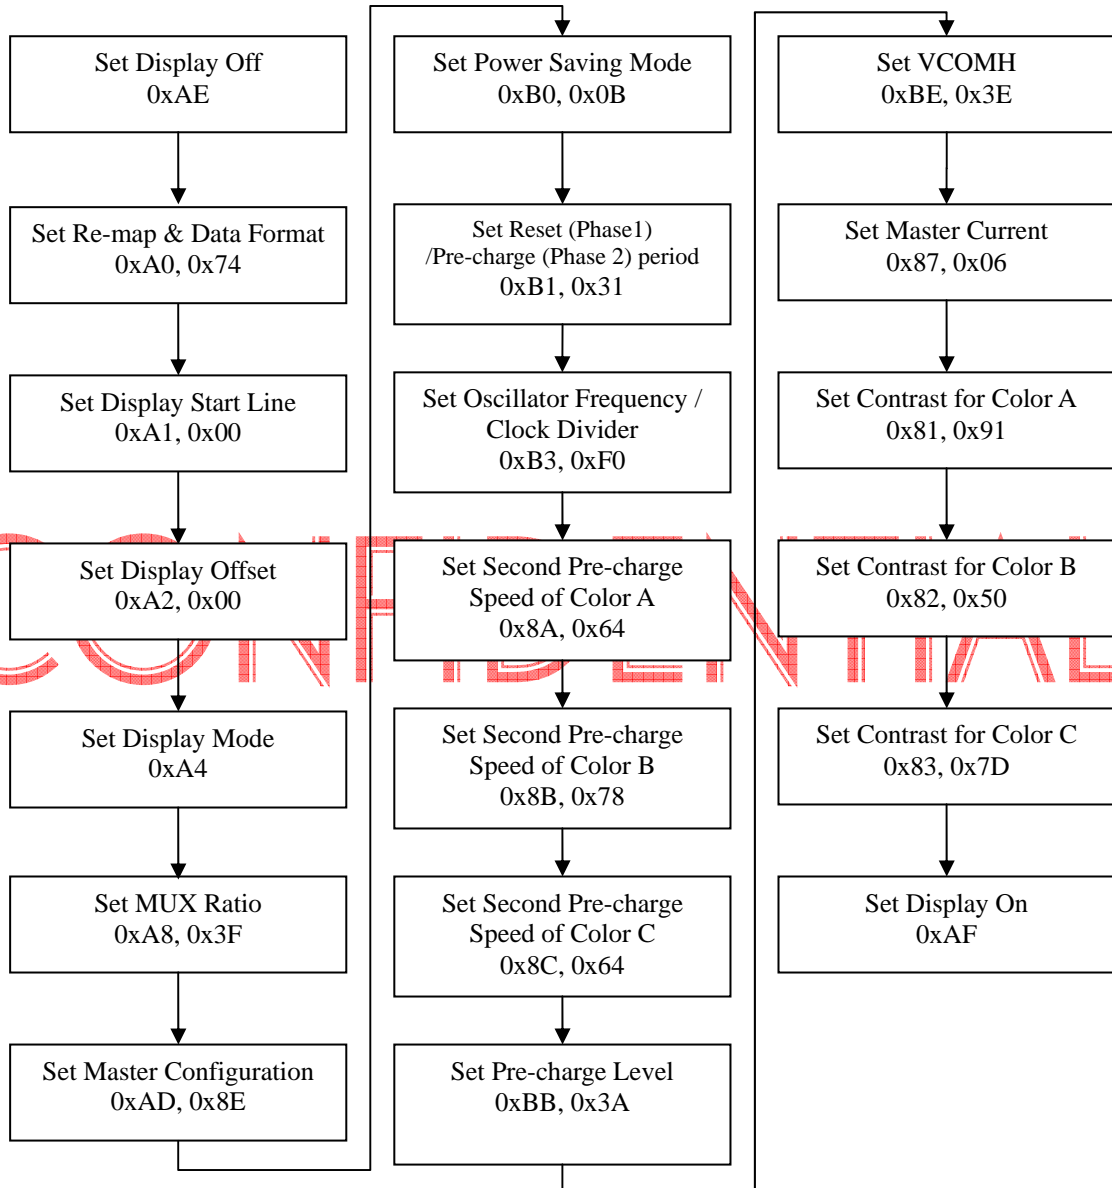 Set Display Off
0xAE
Set Re-map & Data Format
0xA0, 0x74
Set Display Start Line
0xA1, 0x00
Set Display Offset
0xA2, 0x00
Set Display Mode
0xA4
Set MUX Ratio
0xA8, 0x3F
Set Master Configuration
0xAD, 0x8E
Set Power Saving Mode
0xB0, 0x0B
Set Reset (Phase1)
/Pre-charge (Phase 2) period
0xB1, 0x31
Set Oscillator Frequency /
Clock Divider
0xB3, 0xF0
Set Second Pre-charge
Speed of Color A
0x8A, 0x64
Set Second Pre-charge
Speed of Color B
0x8B, 0x78
Set Second Pre-charge
Speed of Color C
0x8C, 0x64
Set Pre-charge Level
0xBB, 0x3A
Set VCOMH
0xBE, 0x3E
Set Master Current
0x87, 0x06
Set Contrast for Color A
0x81, 0x91
Set Contrast for Color B
0x82, 0x50
Set Contrast for Color C
0x83, 0x7D
Set Display On
0xAF
CONFIDENTIAL